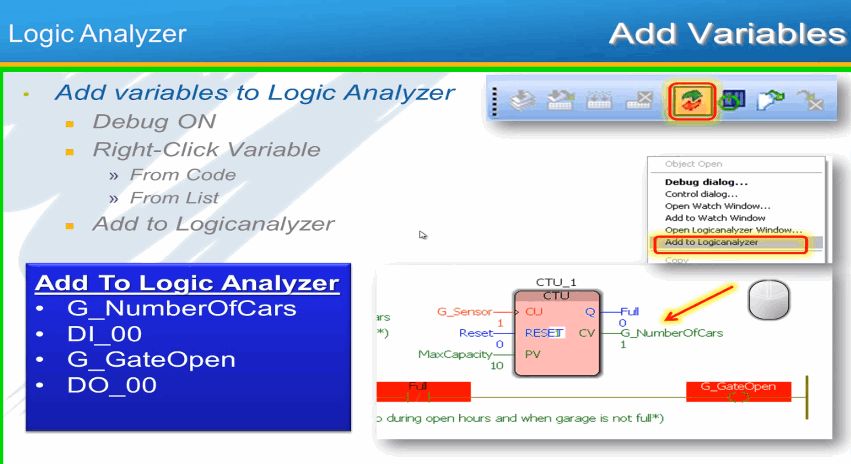 Logic Analyzer
Add Variables
Add variables to Logic Analyzer
Debug ON
Right-Click Variable
» From Code
» From List
Add to Logicanalyzer
Object Open
Debug dialog...
Control dialog...
Open Watch Window...
Add to Watch Window
Open Logicanalyzer Window...
Add to Logicanalyzer
Copy
Add To Logic Analyzer
• G_NumberOfCars
• DI_00
• G_GateOpen
• DO_00
CTU_1
CTU
G_Sensor CU Q Full
1 0
ars
*) Reset RESET CV G_NumberOfCars
0 1
MaxCapacity PV
10
Full G_GateOpen
during open hours and when garage is not full*)